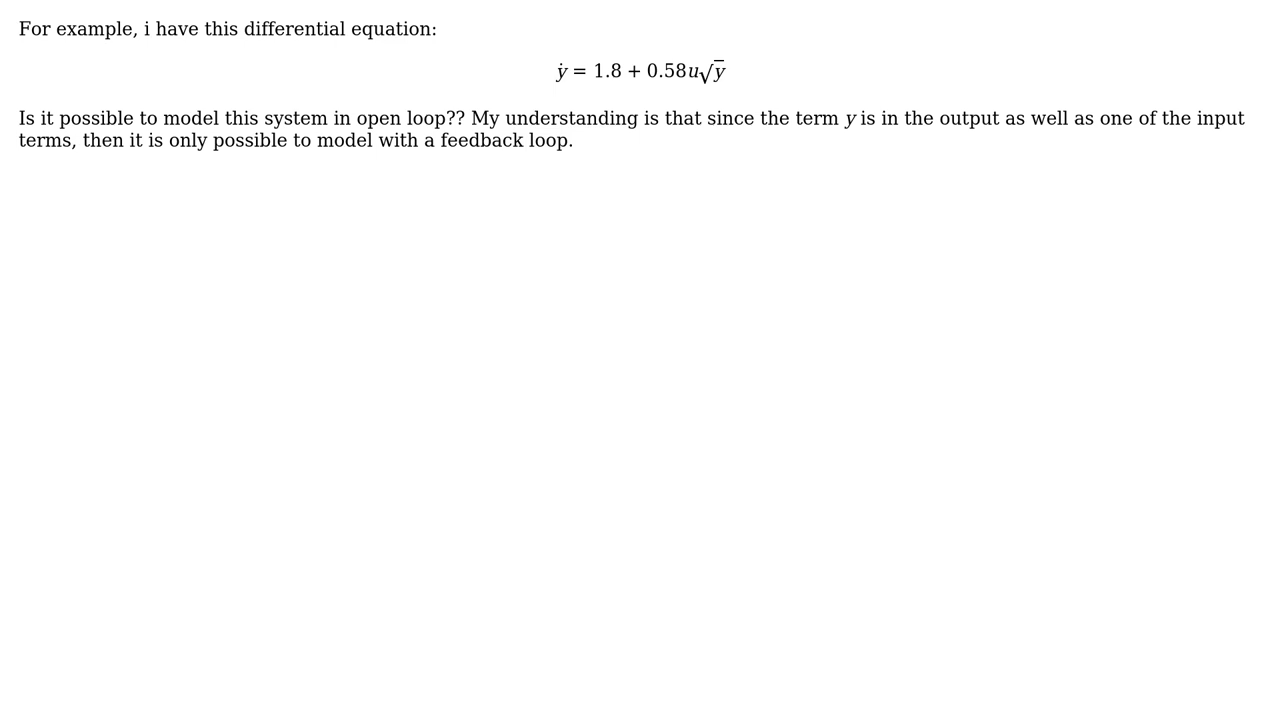 For example, i have this differential equation:
ẏ = 1.8 + 0.58u√y
Is it possible to model this system in open loop?? My understanding is that since the term y is in the output as well as one of the input
terms, then it is only possible to model with a feedback loop.